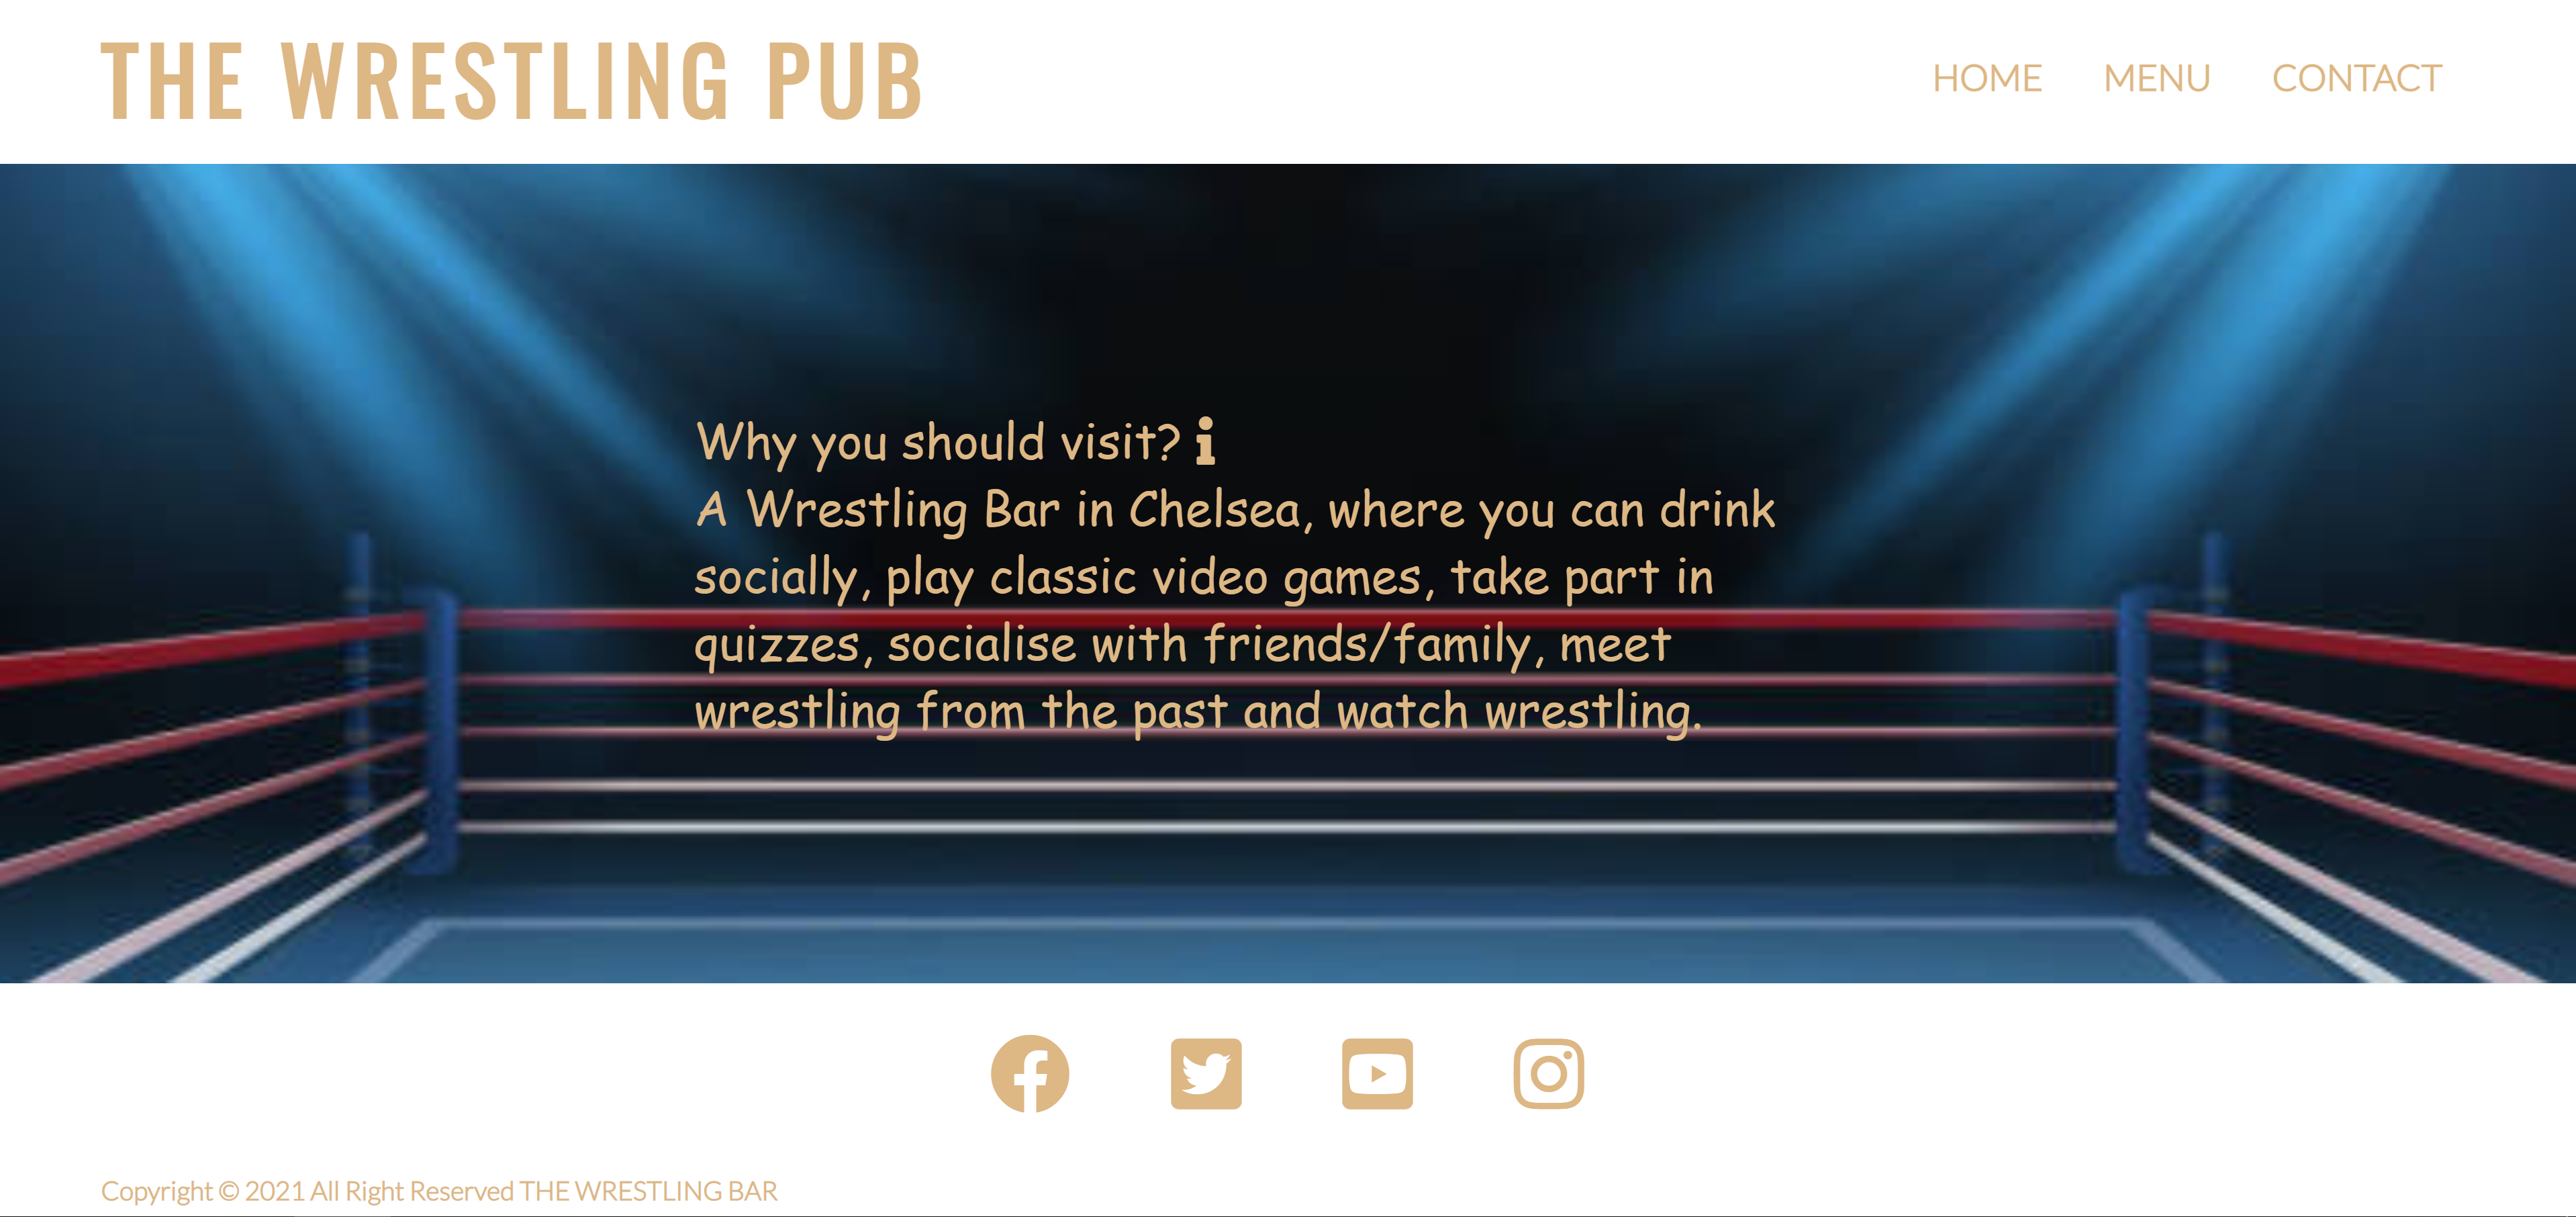 THE WRESTLING PUB
HOME MENU CONTACT
Why you should visit?
A Wrestling Bar in Chelsea, where you can drink
socially, play classic video games, take part in
quizzes, socialise with friends/family, meet
wrestling from the past and watch wrestling.
Copyright © 2021 All Right Reserved THE WRESTLING BAR